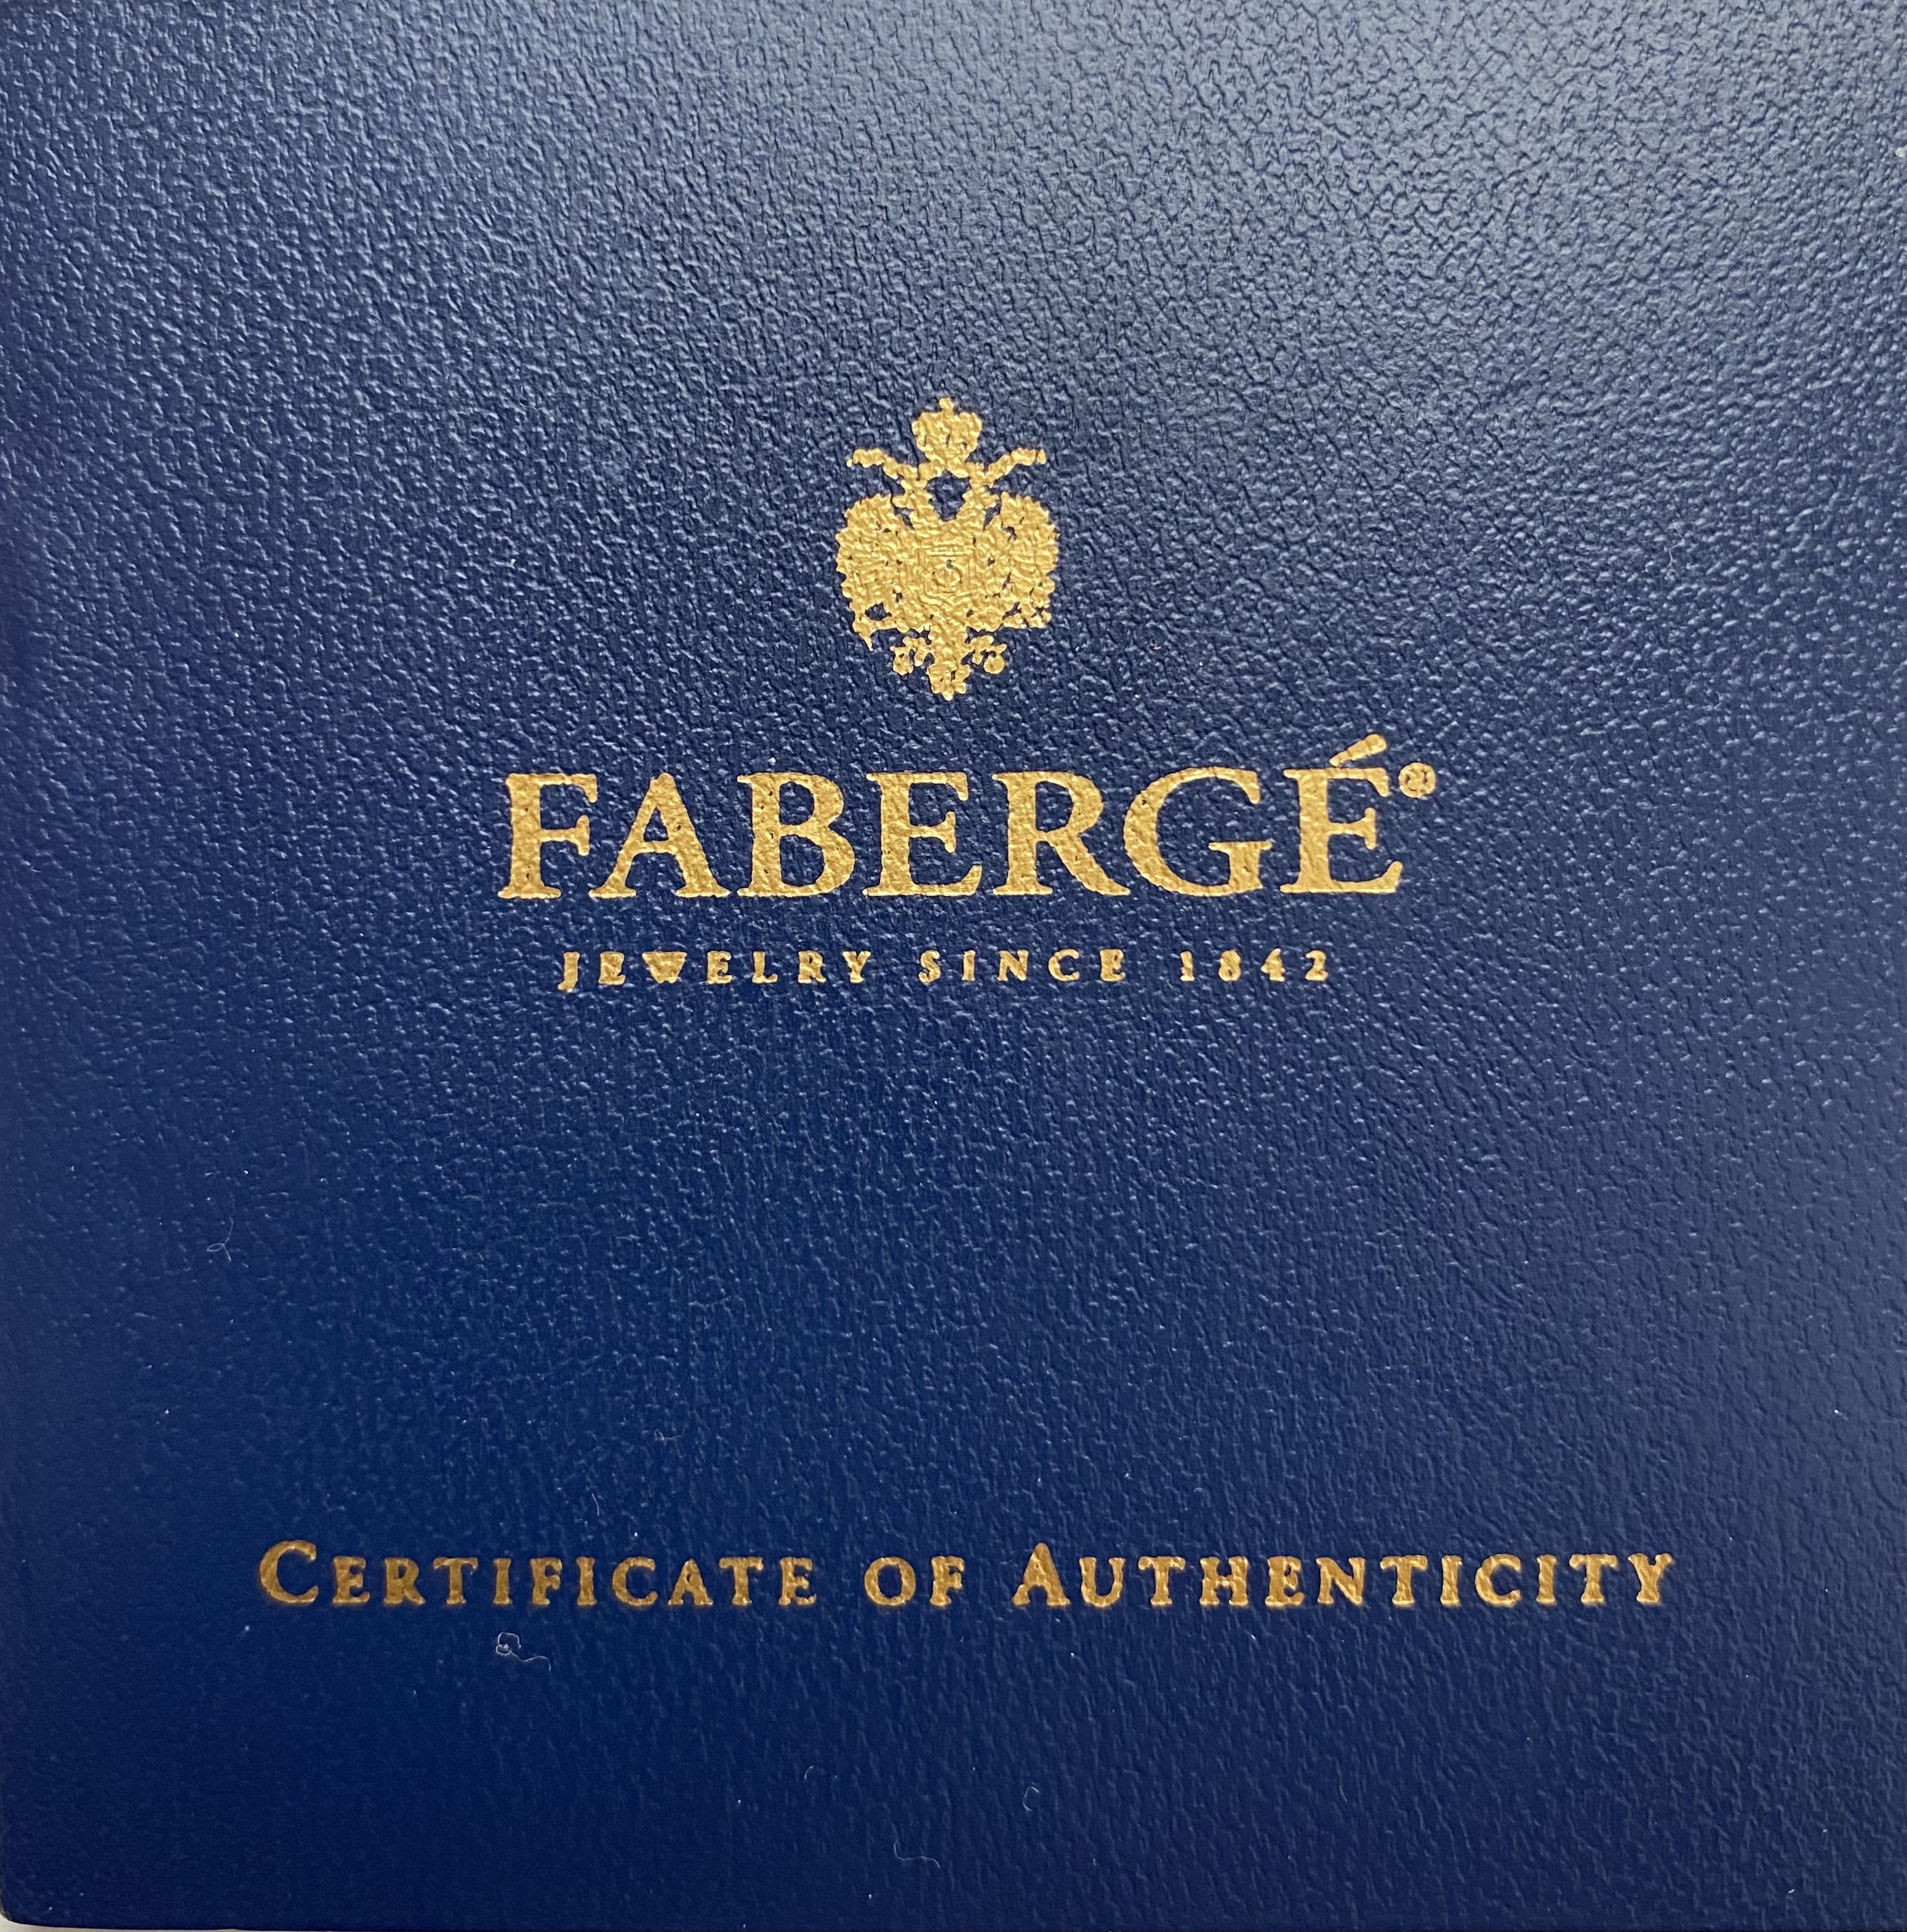 FABERGÉ®
JEWELRY SINCE 1842
CERTIFICATE OF AUTHENTICITY